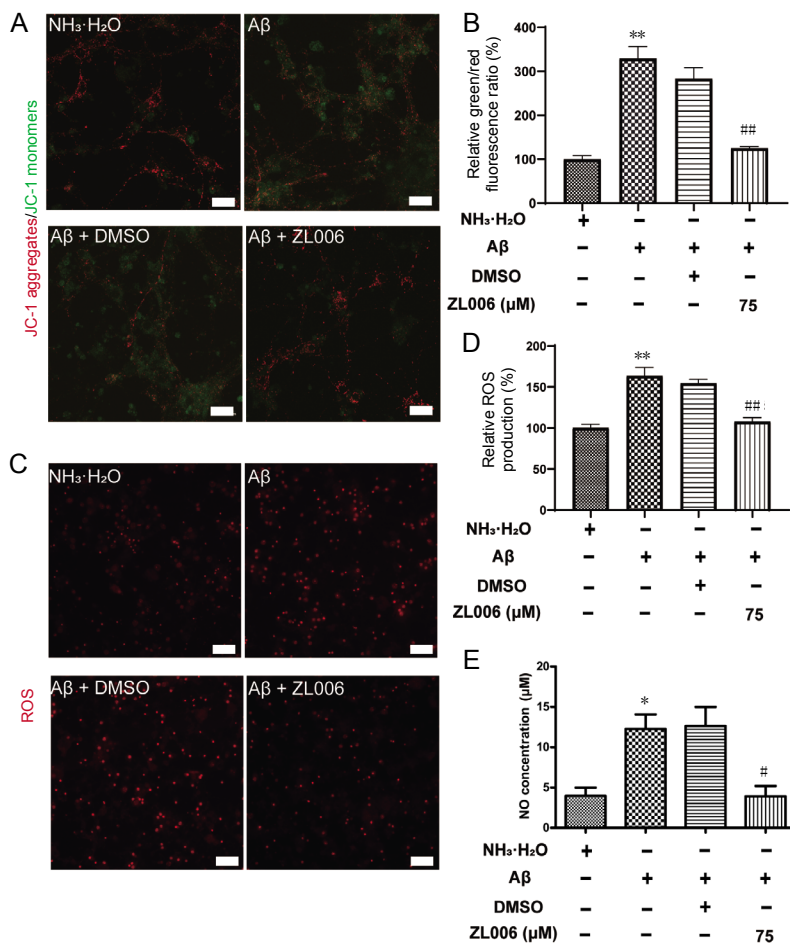 A
JC-1 aggregates/JC-1 monomers
NH₃·H₂O
Aβ
Aβ + DMSO
Aβ + ZL006
B
Relative green/red
fluorescence ratio (%)
400
300
200
100
0
**
##
NH₃·H₂O + – – –
Aβ – + + +
DMSO – – + –
ZL006 (μM) – – – 75
C
ROS
NH₃·H₂O
Aβ
Aβ + DMSO
Aβ + ZL006
D
Relative ROS
production (%)
200
150
100
50
0
**
##
NH₃·H₂O + – – –
Aβ – + + +
DMSO – – + –
ZL006 (μM) – – – 75
E
NO concentration (μM)
20
15
10
5
0
*
#
NH₃·H₂O + – – –
Aβ – + + +
DMSO – – + –
ZL006 (μM) – – – 75